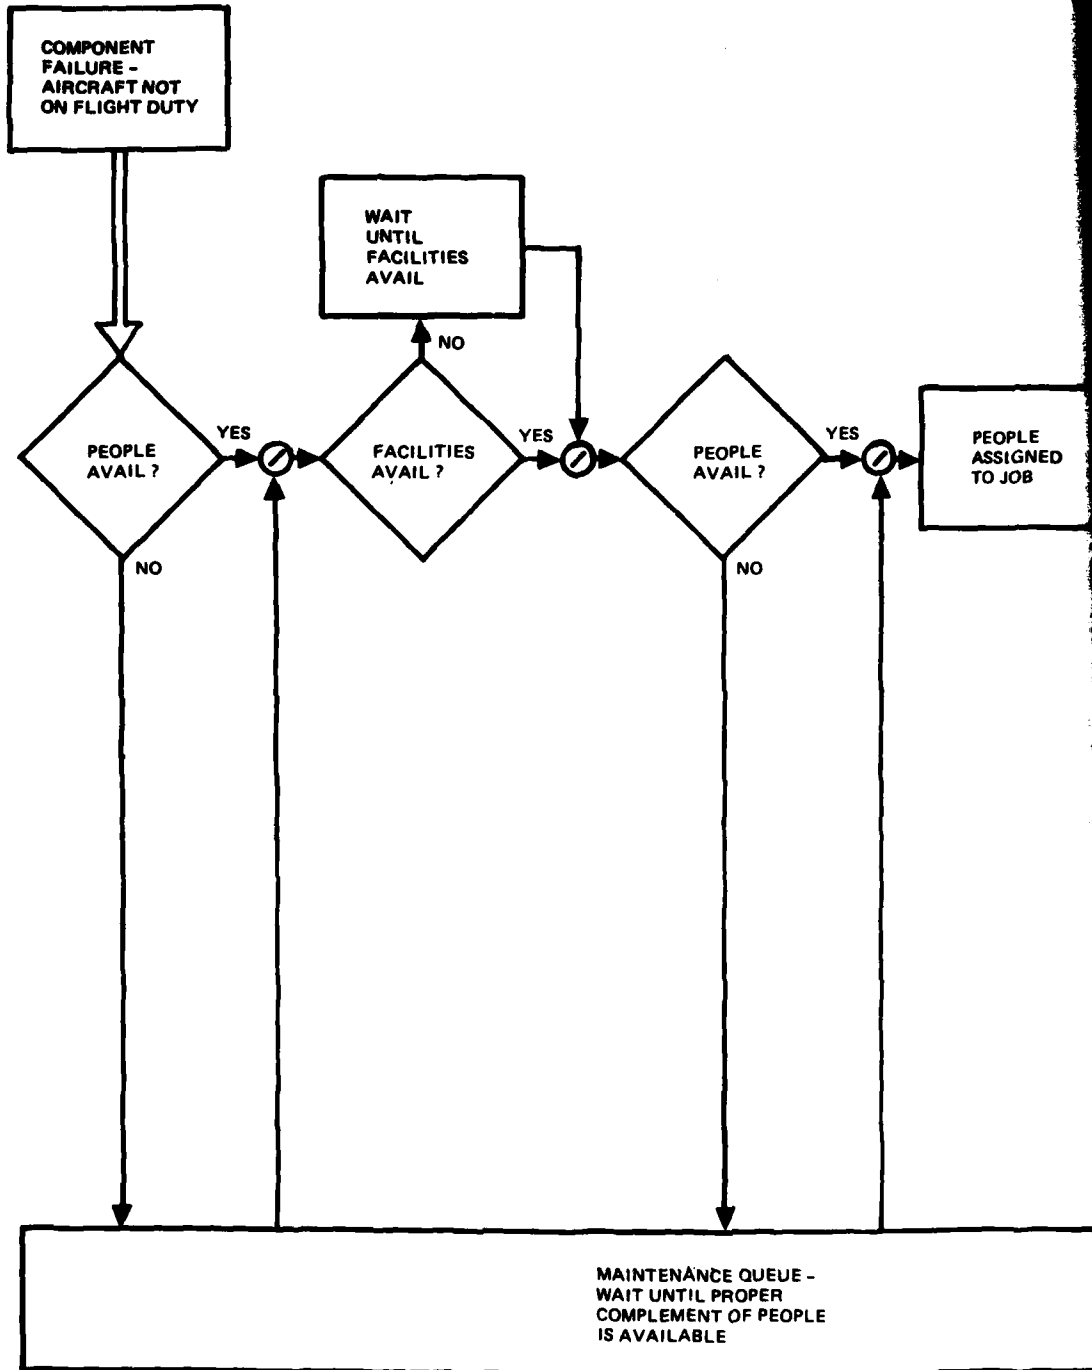 COMPONENT
FAILURE -
AIRCRAFT NOT
ON FLIGHT DUTY
WAIT
UNTIL
FACILITIES
AVAIL
NO
PEOPLE
AVAIL ?
YES
FACILITIES
AVAIL ?
YES
PEOPLE
AVAIL ?
YES
PEOPLE
ASSIGNED
TO JOB
NO
NO
MAINTENANCE QUEUE -
WAIT UNTIL PROPER
COMPLEMENT OF PEOPLE
IS AVAILABLE